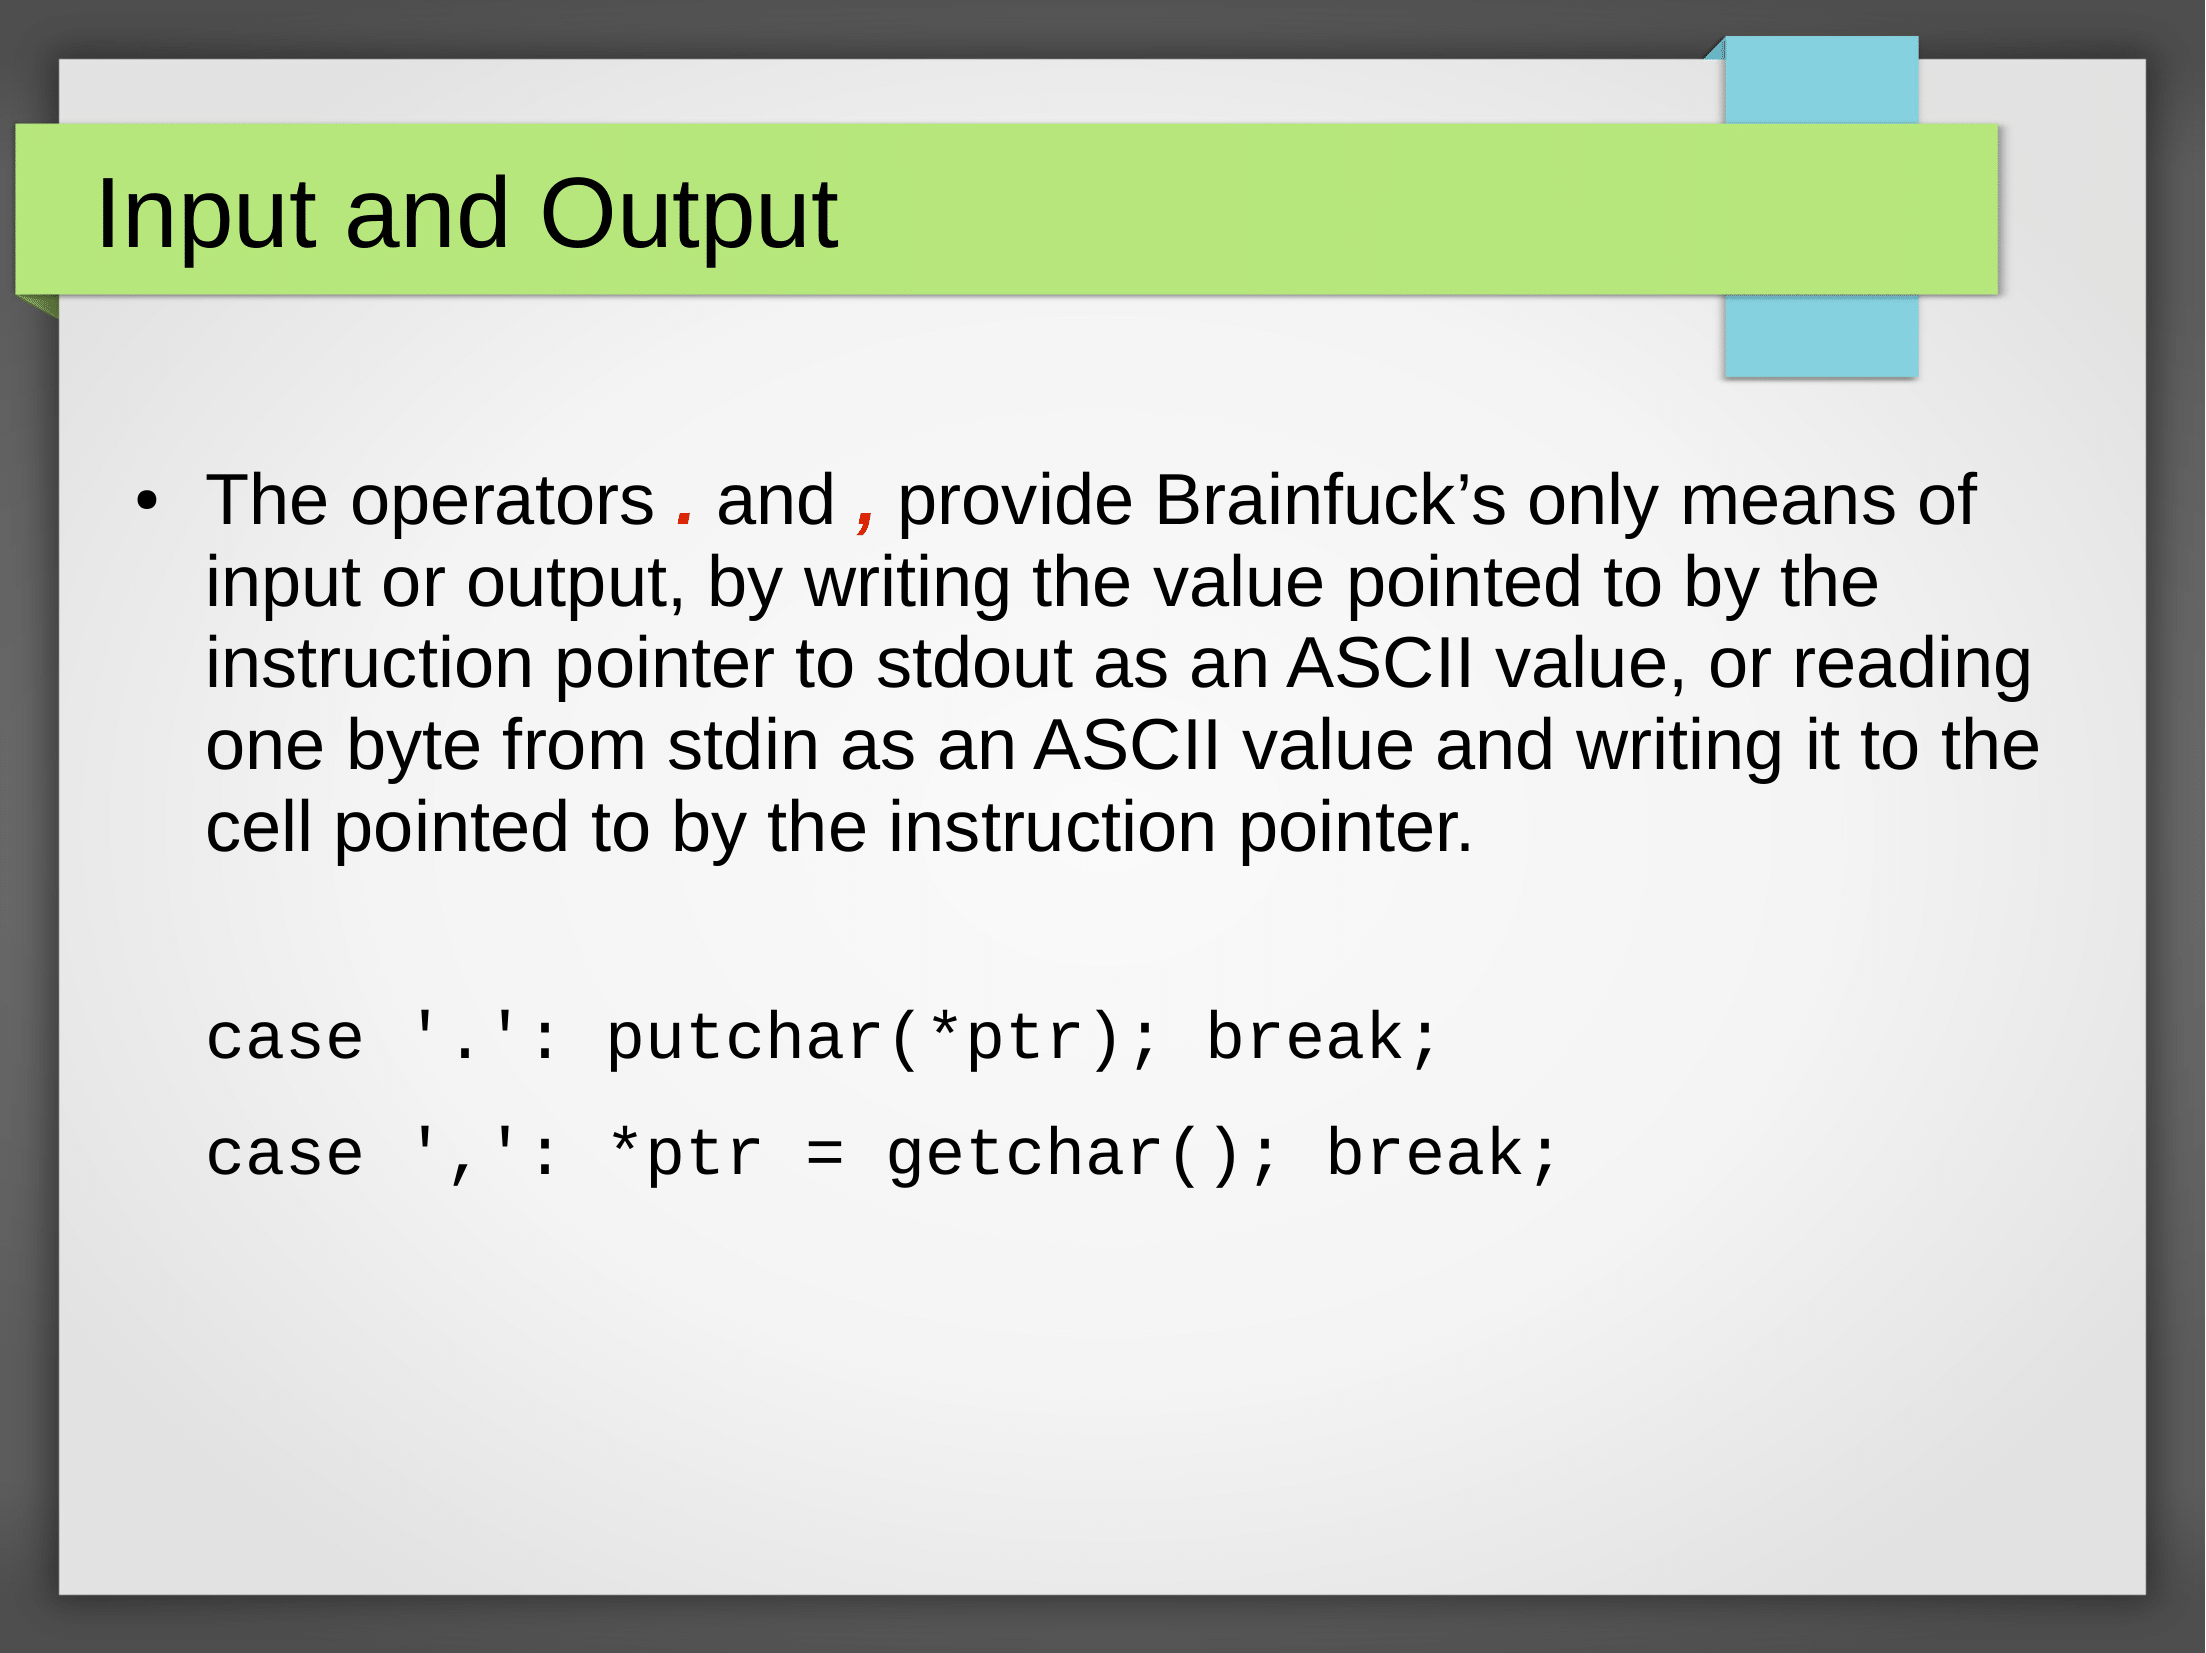 Input and Output
• The operators . and , provide Brainfuck’s only means of
input or output, by writing the value pointed to by the
instruction pointer to stdout as an ASCII value, or reading
one byte from stdin as an ASCII value and writing it to the
cell pointed to by the instruction pointer.
case '.': putchar(*ptr); break;
case ',': *ptr = getchar(); break;